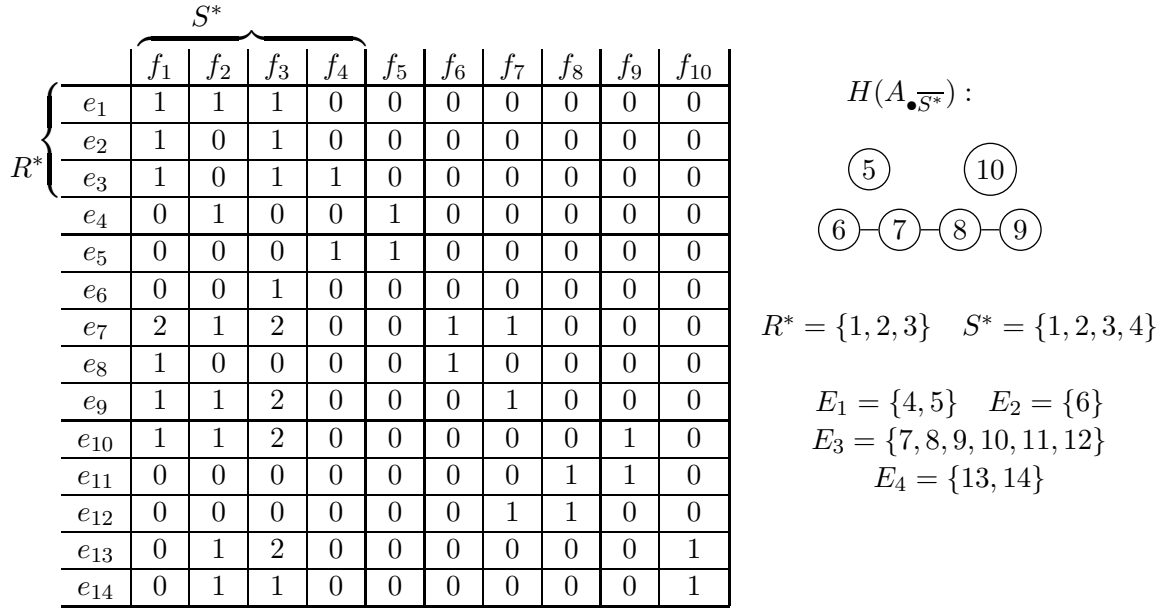 S*
f₁ f₂ f₃ f₄ f₅ f₆ f₇ f₈ f₉ f₁₀
R*
e₁ 1 1 1 0 0 0 0 0 0 0
e₂ 1 0 1 0 0 0 0 0 0 0
e₃ 1 0 1 1 0 0 0 0 0 0
e₄ 0 1 0 0 1 0 0 0 0 0
e₅ 0 0 0 1 1 0 0 0 0 0
e₆ 0 0 1 0 0 0 0 0 0 0
e₇ 2 1 2 0 0 1 1 0 0 0
e₈ 1 0 0 0 0 1 0 0 0 0
e₉ 1 1 2 0 0 0 1 0 0 0
e₁₀ 1 1 2 0 0 0 0 0 1 0
e₁₁ 0 0 0 0 0 0 0 1 1 0
e₁₂ 0 0 0 0 0 0 1 1 0 0
e₁₃ 0 1 2 0 0 0 0 0 0 1
e₁₄ 0 1 1 0 0 0 0 0 0 1
H(A_{•\overline{S*}}) :
5 10
6 7 8 9
R* = {1, 2, 3} S* = {1, 2, 3, 4}
E₁ = {4, 5} E₂ = {6}
E₃ = {7, 8, 9, 10, 11, 12}
E₄ = {13, 14}